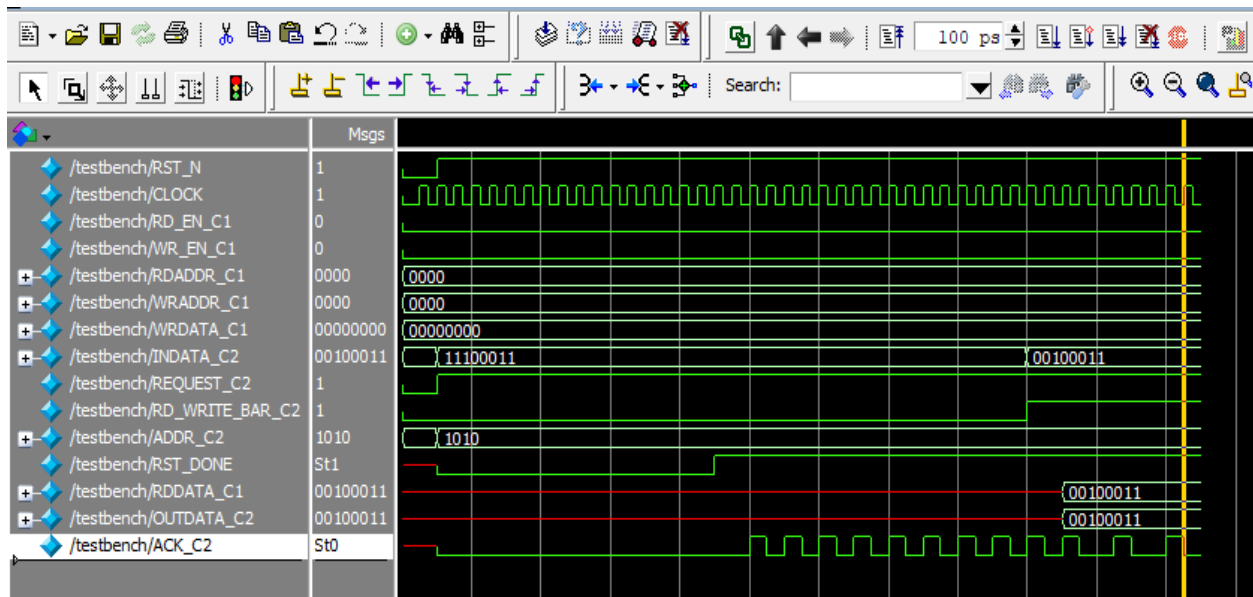 100 ps
Search:
Msgs
/testbench/RST_N 1
/testbench/CLOCK 1
/testbench/RD_EN_C1 0
/testbench/WR_EN_C1 0
/testbench/RDADDR_C1 0000 0000
/testbench/WRADDR_C1 0000 0000
/testbench/WRDATA_C1 00000000 00000000
/testbench/INDATA_C2 00100011 11100011 00100011
/testbench/REQUEST_C2 1
/testbench/RD_WRITE_BAR_C2 1
/testbench/ADDR_C2 1010 1010
/testbench/RST_DONE St1
/testbench/RDDATA_C1 00100011 00100011
/testbench/OUTDATA_C2 00100011 00100011
/testbench/ACK_C2 St0